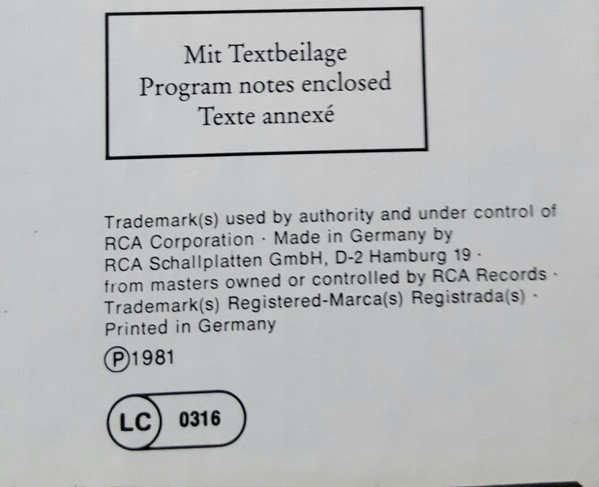 Mit Textbeilage
Program notes enclosed
Texte annexé
Trademark(s) used by authority and under control of
RCA Corporation · Made in Germany by
RCA Schallplatten GmbH, D-2 Hamburg 19 ·
from masters owned or controlled by RCA Records ·
Trademark(s) Registered-Marca(s) Registrada(s) ·
Printed in Germany
Ⓟ1981
LC 0316